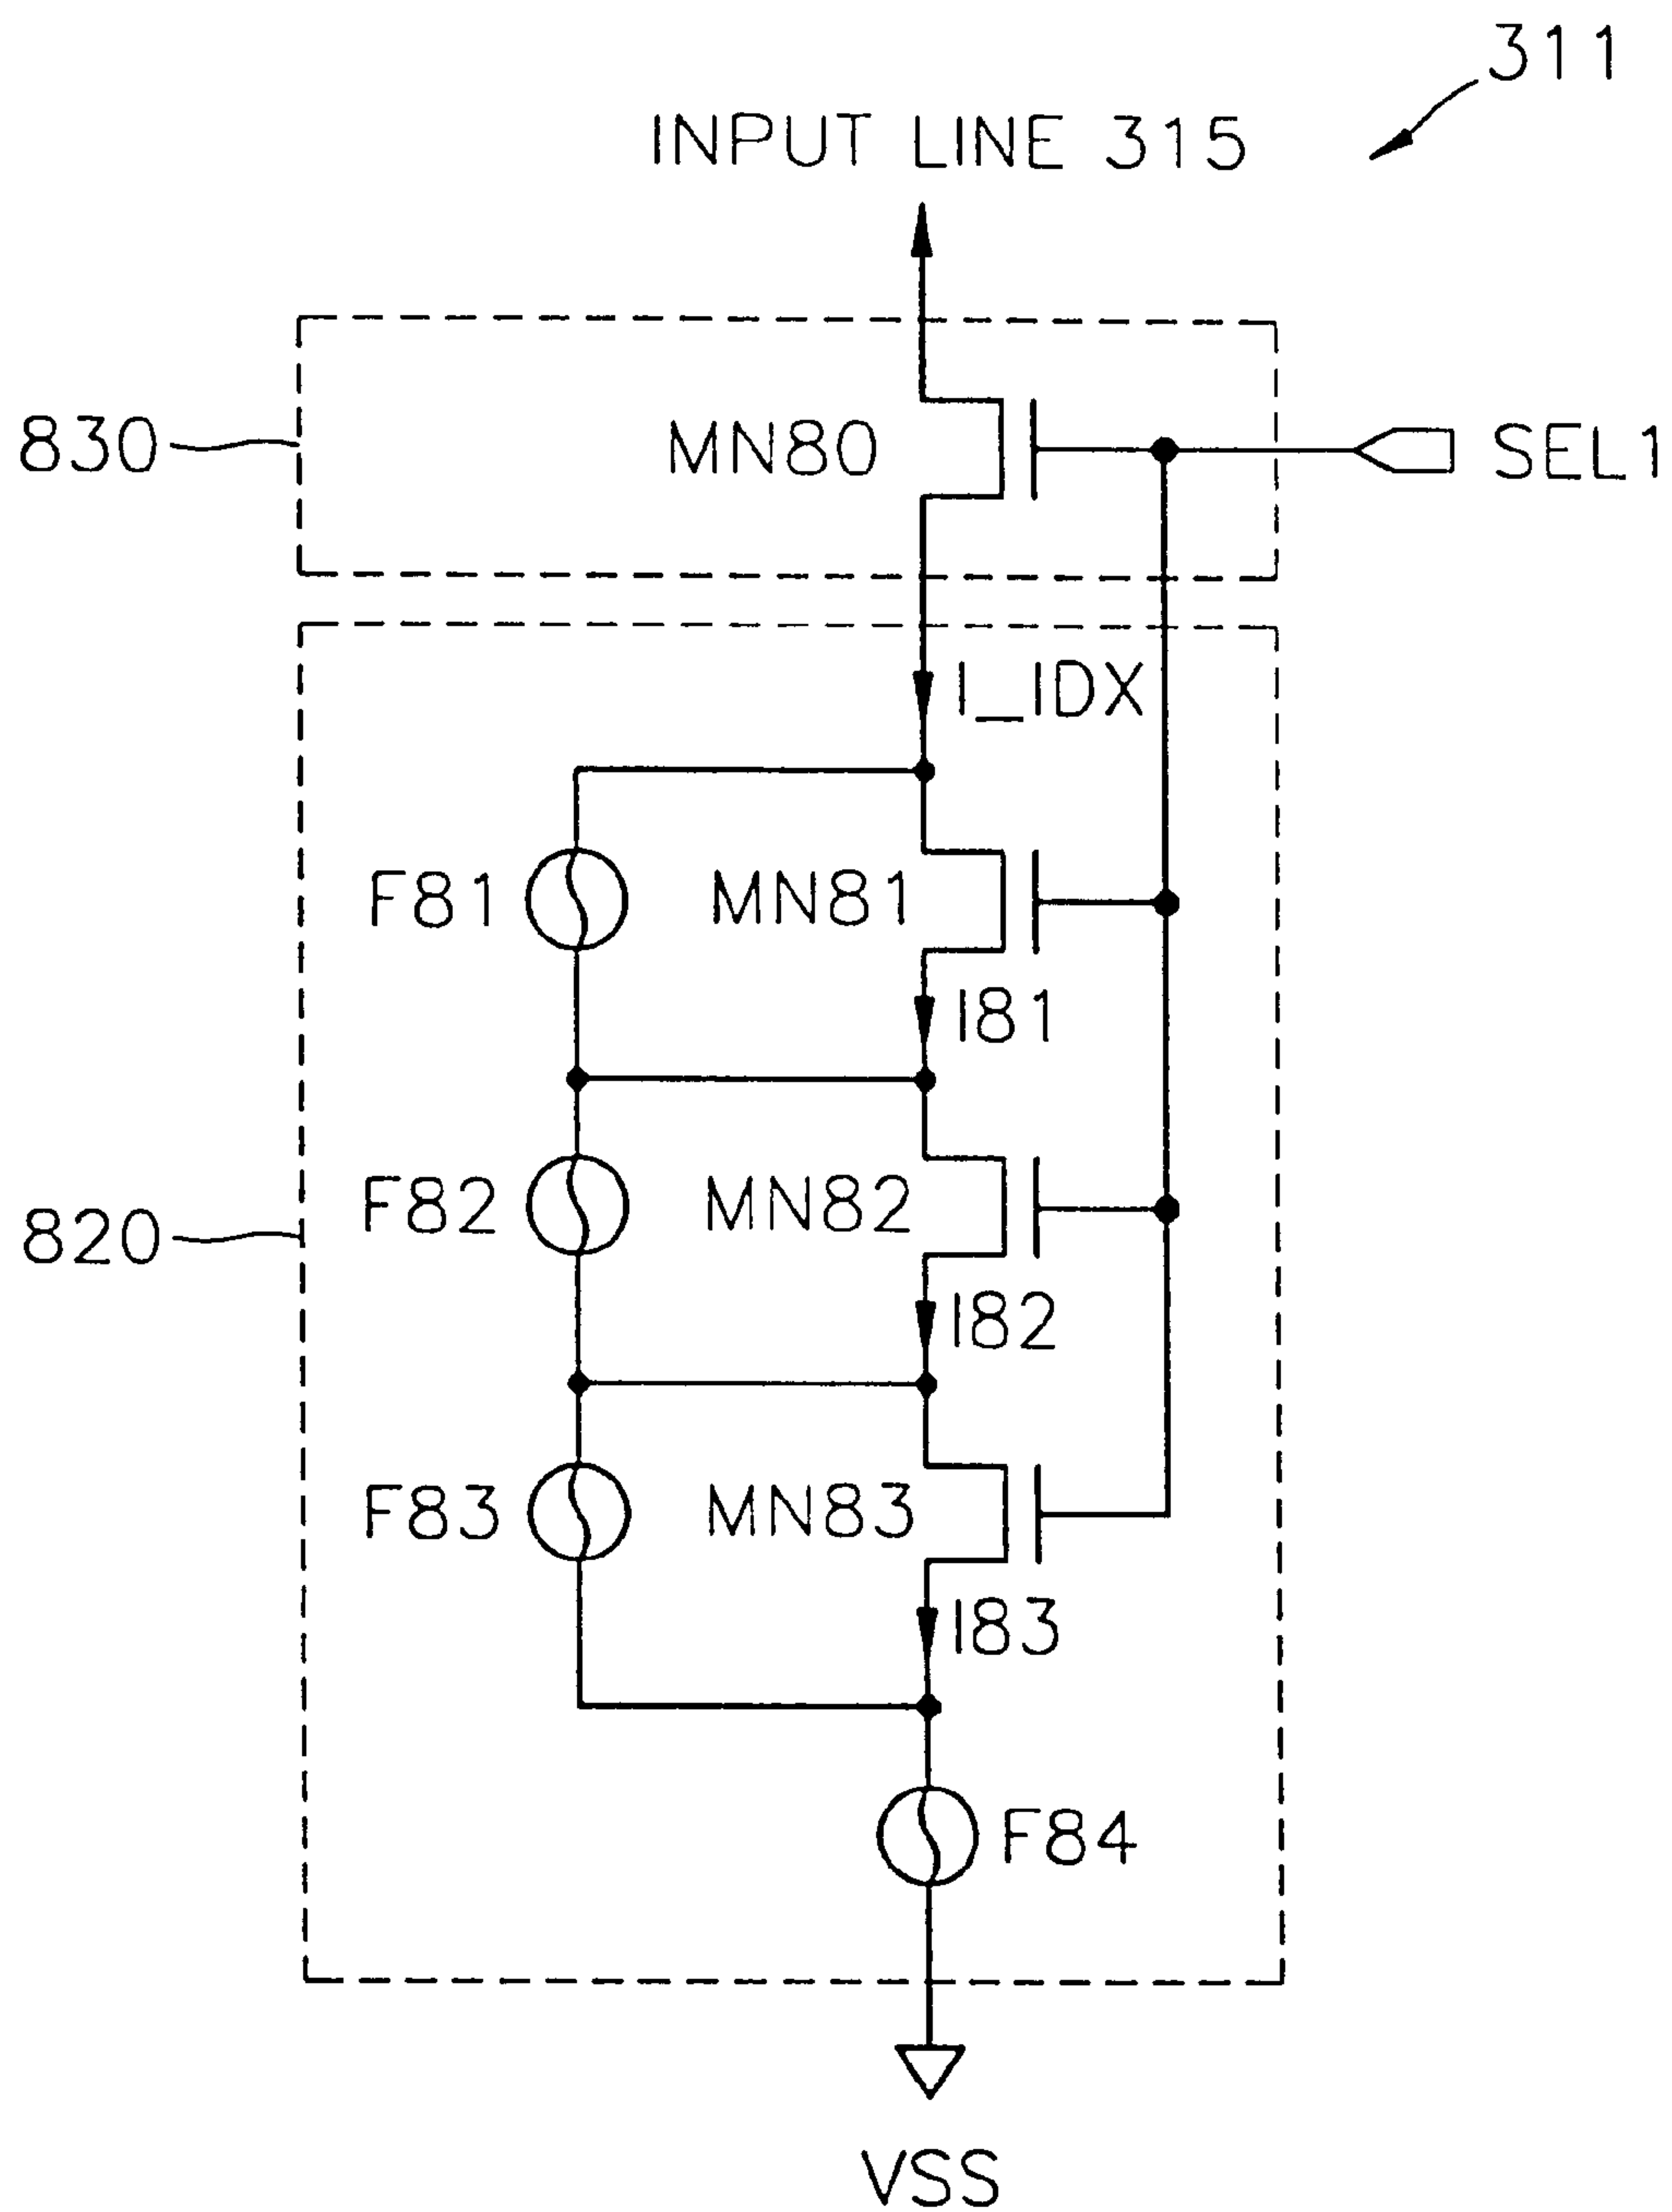 311
INPUT LINE 315
830
MN80
SEL1
I_IDX
F81
MN81
I81
F82
MN82
820
I82
F83
MN83
I83
F84
VSS